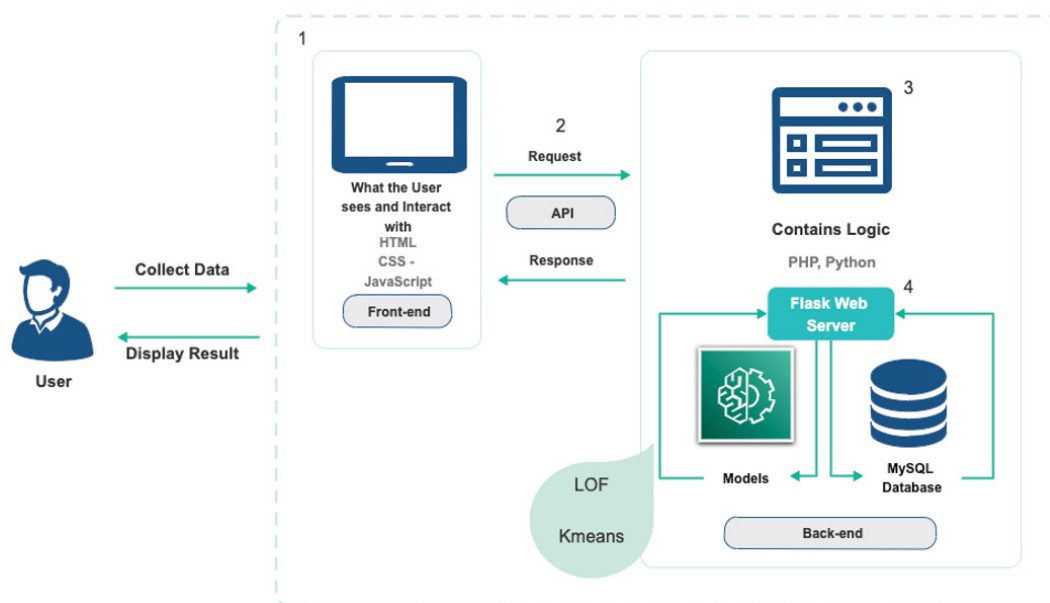 1
What the User
sees and Interact
with
HTML
CSS -
JavaScript
Front-end
2
Request
API
Response
3
Contains Logic
PHP, Python
4
Flask Web
Server
Models
MySQL
Database
Back-end
LOF
Kmeans
Collect Data
Display Result
User